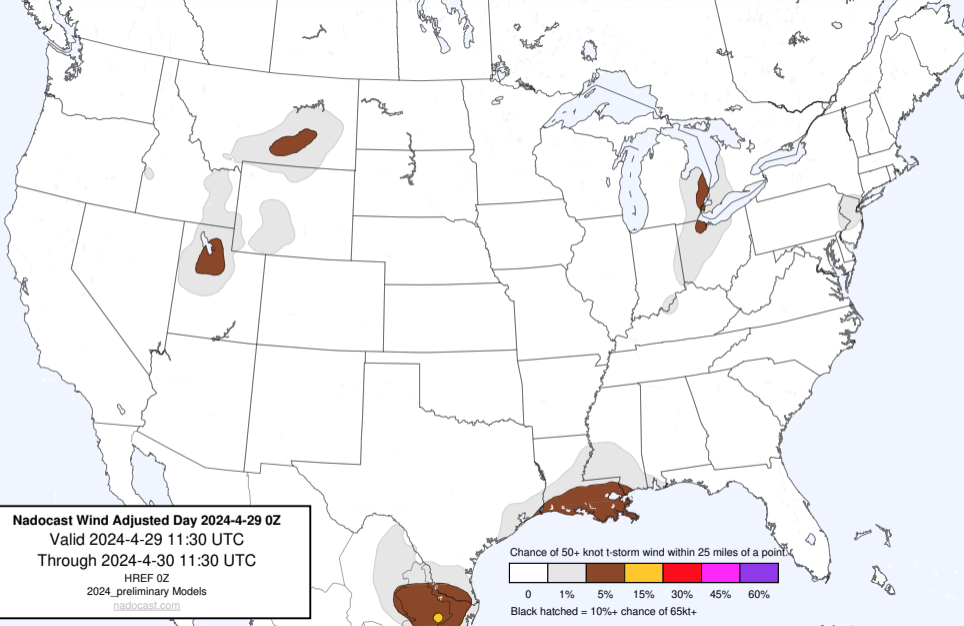 Nadocast Wind Adjusted Day 2024-4-29 0Z
Valid 2024-4-29 11:30 UTC
Through 2024-4-30 11:30 UTC
HREF 0Z
2024_preliminary Models
nadocast.com
Chance of 50+ knot t-storm wind within 25 miles of a point.
0 1% 5% 15% 30% 45% 60%
Black hatched = 10%+ chance of 65kt+